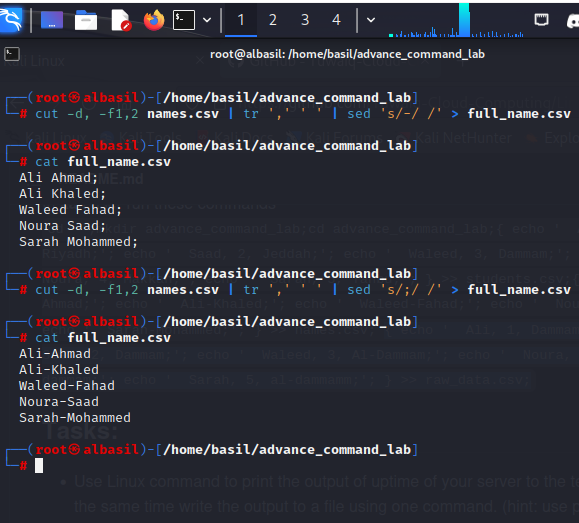 1 2 3 4
root@albasil: /home/basil/advance_command_lab
┌──(root㉿albasil)-[/home/basil/advance_command_lab]
└─# cut -d, -f1,2 names.csv | tr ',' ' ' | sed 's/-/ /' > full_name.csv
┌──(root㉿albasil)-[/home/basil/advance_command_lab]
└─# cat full_name.csv
Ali Ahmad;
Ali Khaled;
Waleed Fahad;
Noura Saad;
Sarah Mohammed;
┌──(root㉿albasil)-[/home/basil/advance_command_lab]
└─# cut -d, -f1,2 names.csv | tr ',' ' ' | sed 's/;/ /' > full_name.csv
┌──(root㉿albasil)-[/home/basil/advance_command_lab]
└─# cat full_name.csv
Ali-Ahmad
Ali-Khaled
Waleed-Fahad
Noura-Saad
Sarah-Mohammed
┌──(root㉿albasil)-[/home/basil/advance_command_lab]
└─#
Tasks:
Use Linux command to print the output of uptime of your server to the te
the same time write the output to a file using one command. (hint: use p